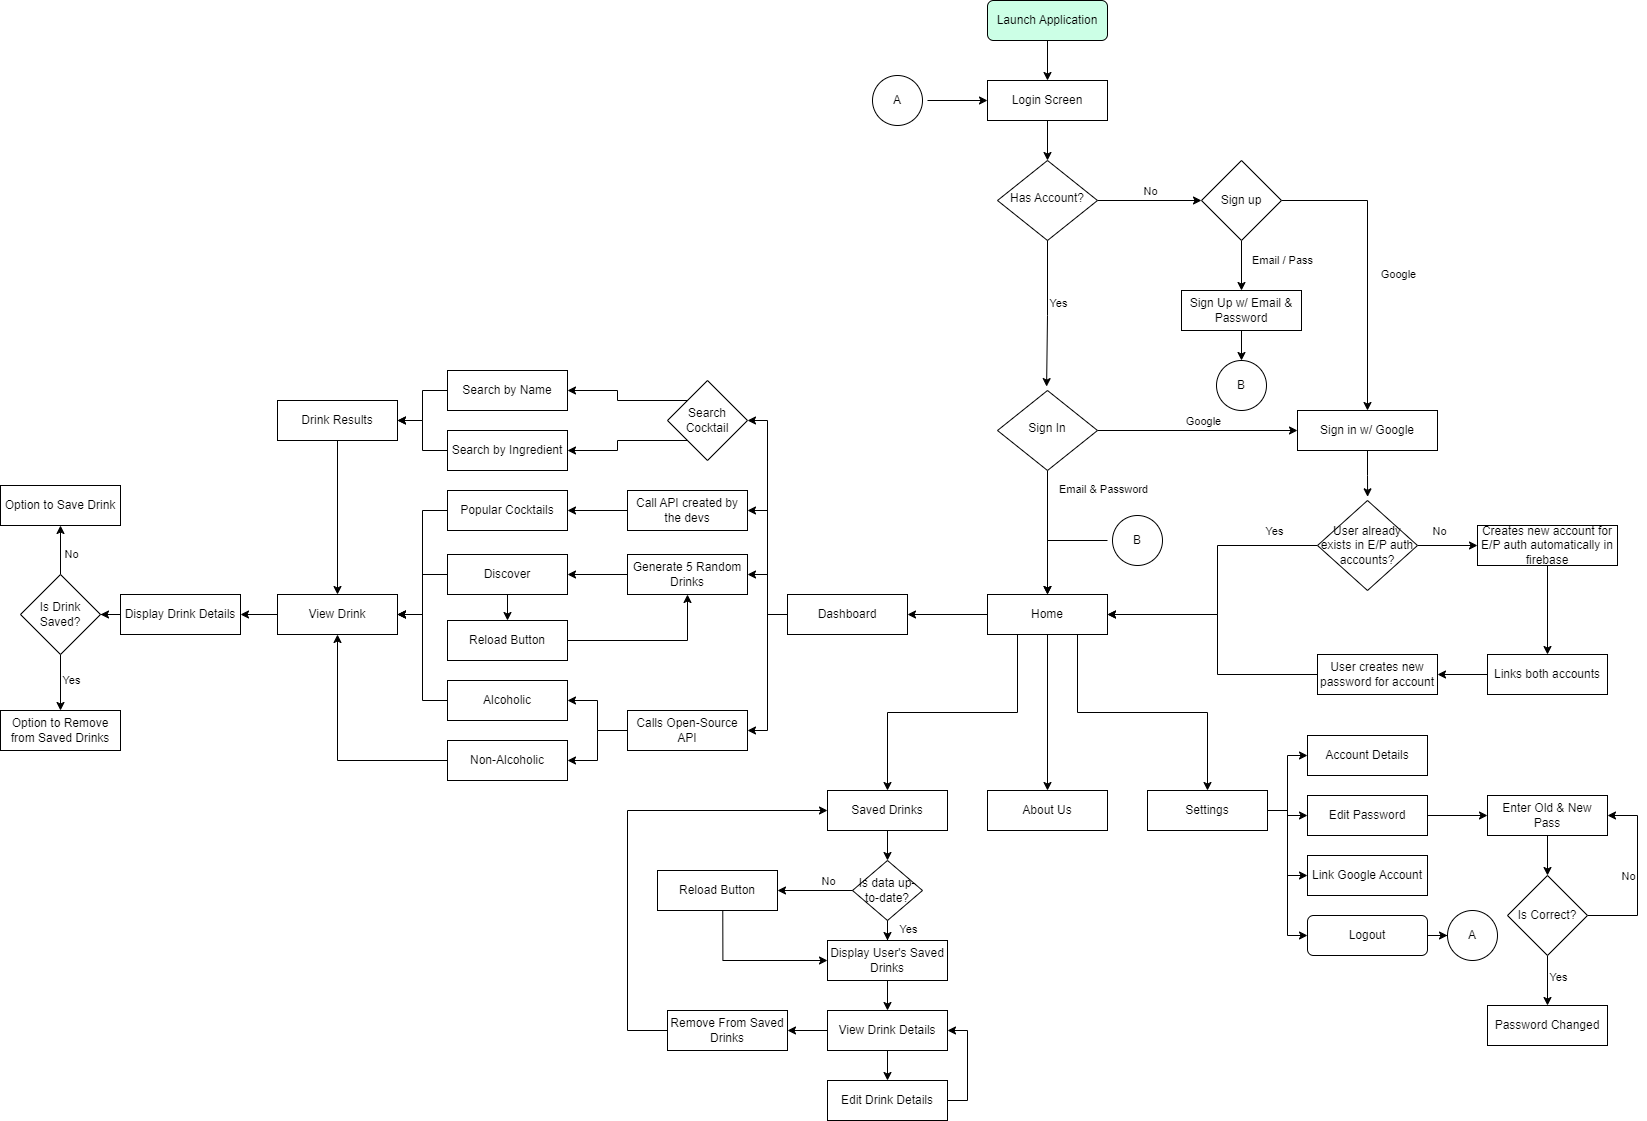 Launch Application
A
Login Screen
Has Account?
No
Sign up
Email / Pass
Google
Yes
Sign Up w/ Email &
Password
B
Search by Name
Search
Cocktail
Drink Results
Search by Ingredient
Sign In
Google
Sign in w/ Google
Email & Password
B
Option to Save Drink
Popular Cocktails
Call API created by
the devs
User already
exists in E/P auth
accounts?
Yes
No
Creates new account for
E/P auth automatically in
firebase
No
Discover
Generate 5 Random
Drinks
Is Drink
Saved?
Display Drink Details
View Drink
Reload Button
Dashboard
Home
Yes
User creates new
password for account
Links both accounts
Option to Remove
from Saved Drinks
Alcoholic
Calls Open-Source
API
Non-Alcoholic
Saved Drinks
About Us
Settings
Account Details
Edit Password
Enter Old & New
Pass
Link Google Account
No
Reload Button
No
Is data up-
to-date?
Yes
Logout
A
Is Correct?
Display User's Saved
Drinks
Yes
Remove From Saved
Drinks
View Drink Details
Password Changed
Edit Drink Details